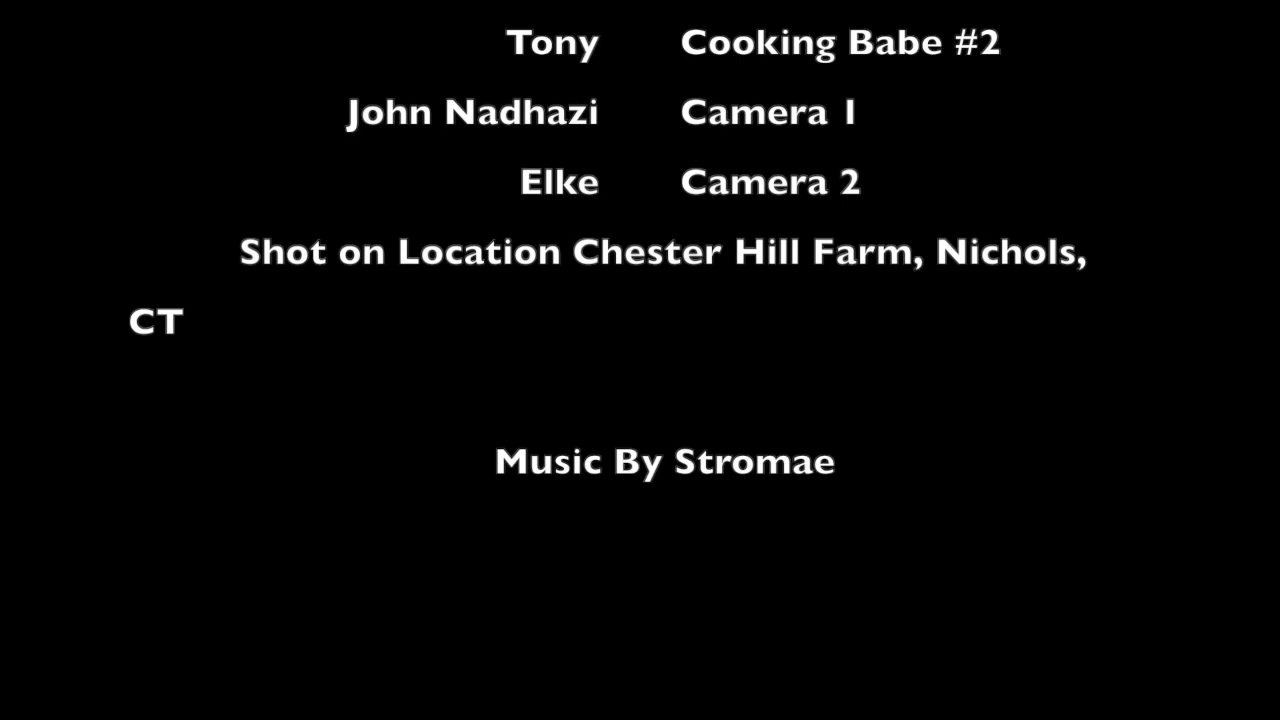 Tony Cooking Babe #2
John Nadhazi Camera 1
Elke Camera 2
Shot on Location Chester Hill Farm, Nichols,
CT
Music By Stromae